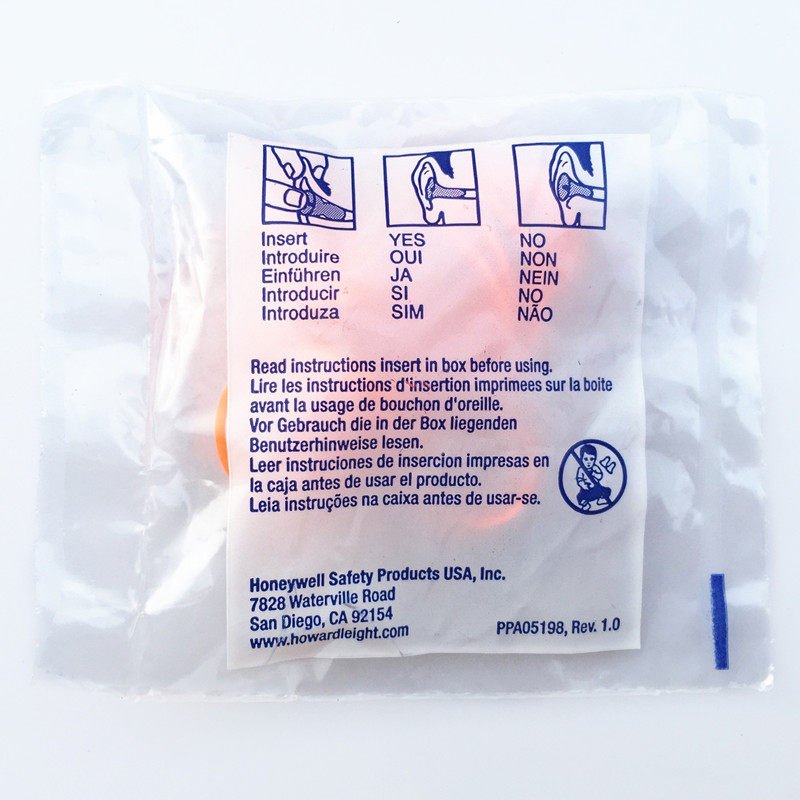 Insert YES NO
Introduire OUI NON
Einführen JA NEIN
Introducir SI NO
Introduza SIM NÃO
Read instructions insert in box before using.
Lire les instructions d'insertion imprimees sur la boite
avant la usage de bouchon d'oreille.
Vor Gebrauch die in der Box liegenden
Benutzerhinweise lesen.
Leer instruciones de insercion impresas en
la caja antes de usar el producto.
Leia instruções na caixa antes de usar-se.
Honeywell Safety Products USA, Inc.
7828 Waterville Road
San Diego, CA 92154
www.howardleight.com PPA05198, Rev. 1.0